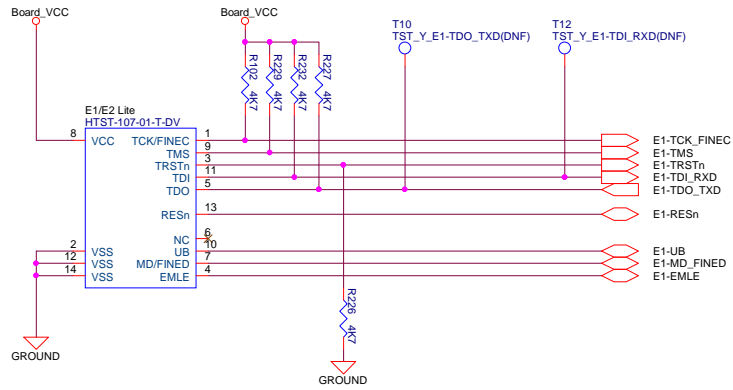 Board_VCC
Board_VCC
T10
TST_Y_E1-TDO_TXD(DNF)
T12
TST_Y_E1-TDI_RXD(DNF)
R102 4K7
R229 4K7
R232 4K7
R227 4K7
E1/E2 Lite
HTST-107-01-T-DV
8 VCC
TCK/FINEC 1 E1-TCK_FINEC
TMS 9 E1-TMS
TRSTn 3 E1-TRSTn
TDI 11 E1-TDI_RXD
TDO 5 E1-TDO_TXD
RESn 13 E1-RESn
NC 6
2 VSS UB 10 E1-UB
12 VSS MD/FINED 7 E1-MD_FINED
14 VSS EMLE 4 E1-EMLE
R226 4K7
GROUND
GROUND